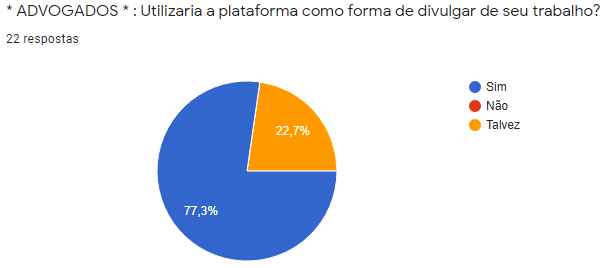 * ADVOGADOS * : Utilizaria a plataforma como forma de divulgar de seu trabalho?
22 respostas
Sim
Não
Talvez
22,7%
77,3%